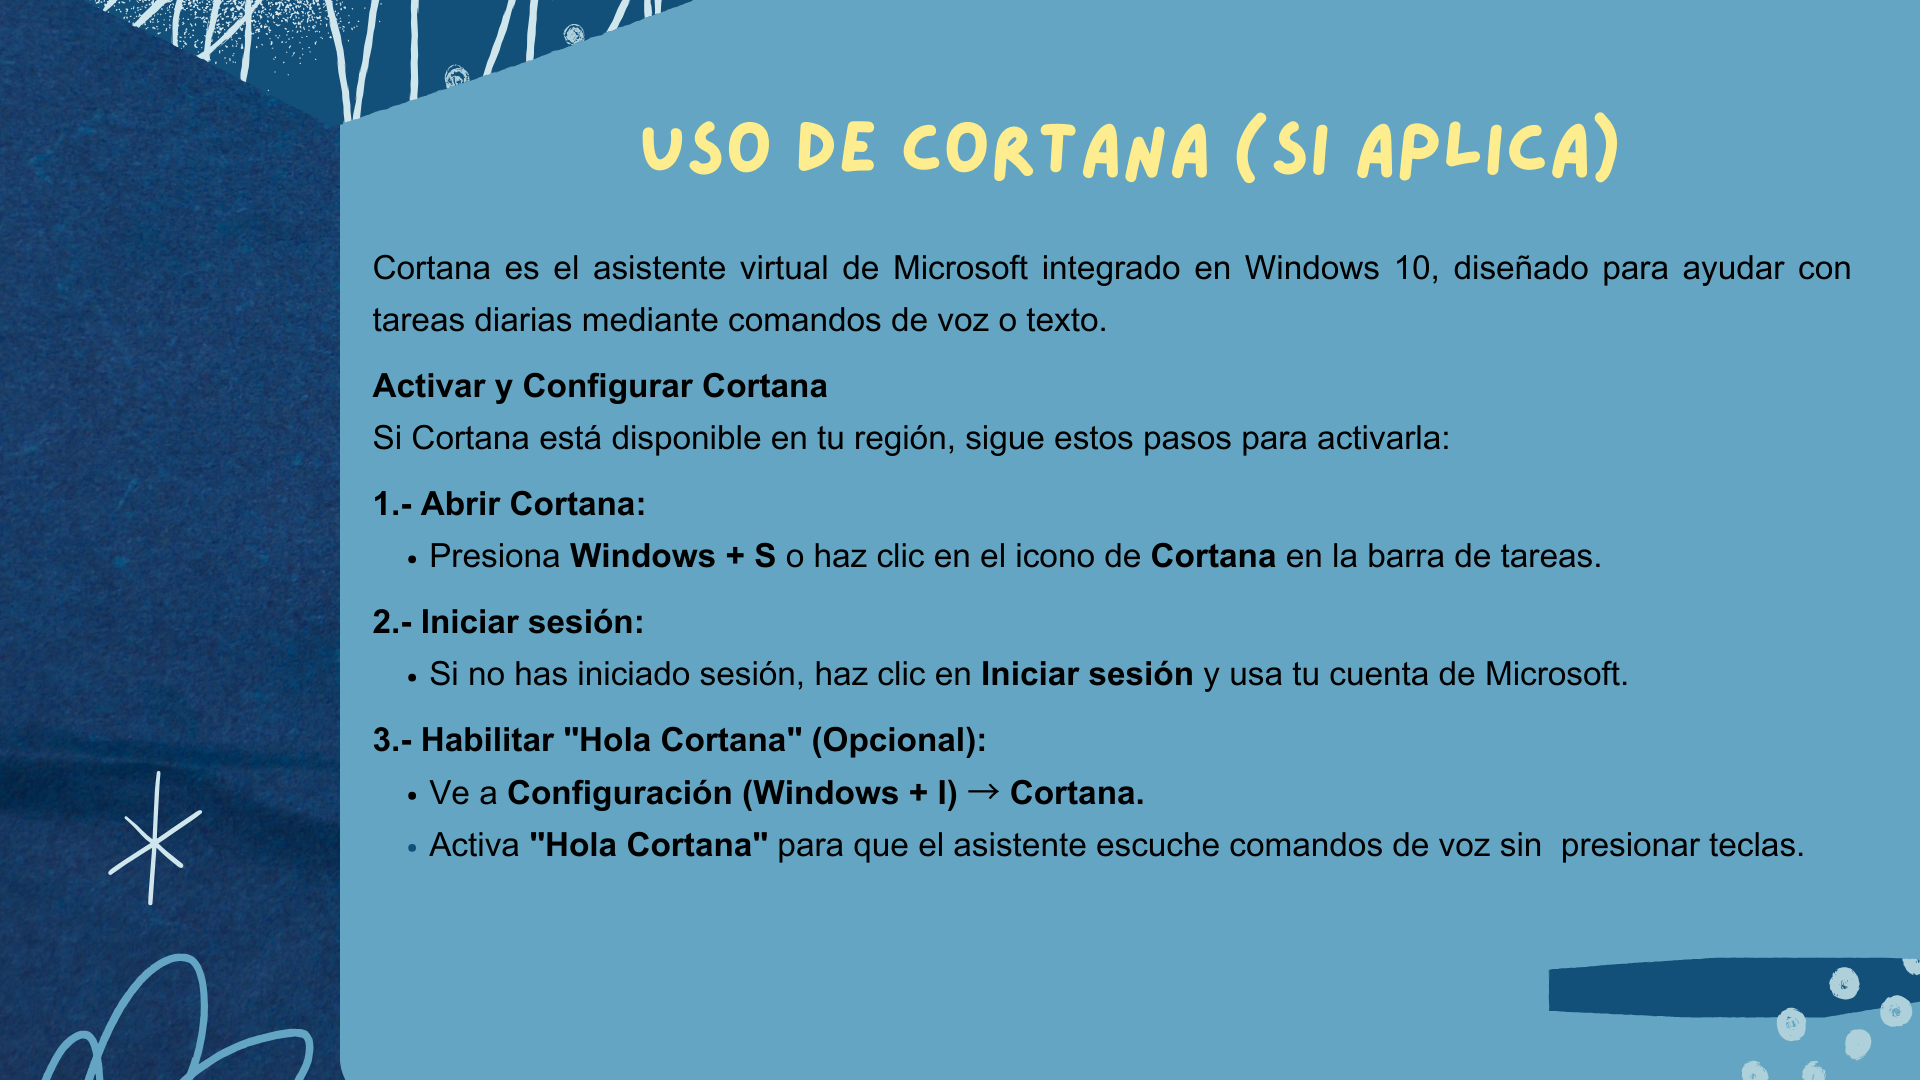 USO DE CORTANA (SI APLICA)
Cortana es el asistente virtual de Microsoft integrado en Windows 10, diseñado para ayudar con
tareas diarias mediante comandos de voz o texto.
Activar y Configurar Cortana
Si Cortana está disponible en tu región, sigue estos pasos para activarla:
1.- Abrir Cortana:
• Presiona Windows + S o haz clic en el icono de Cortana en la barra de tareas.
2.- Iniciar sesión:
• Si no has iniciado sesión, haz clic en Iniciar sesión y usa tu cuenta de Microsoft.
3.- Habilitar "Hola Cortana" (Opcional):
• Ve a Configuración (Windows + I) → Cortana.
• Activa "Hola Cortana" para que el asistente escuche comandos de voz sin  presionar teclas.